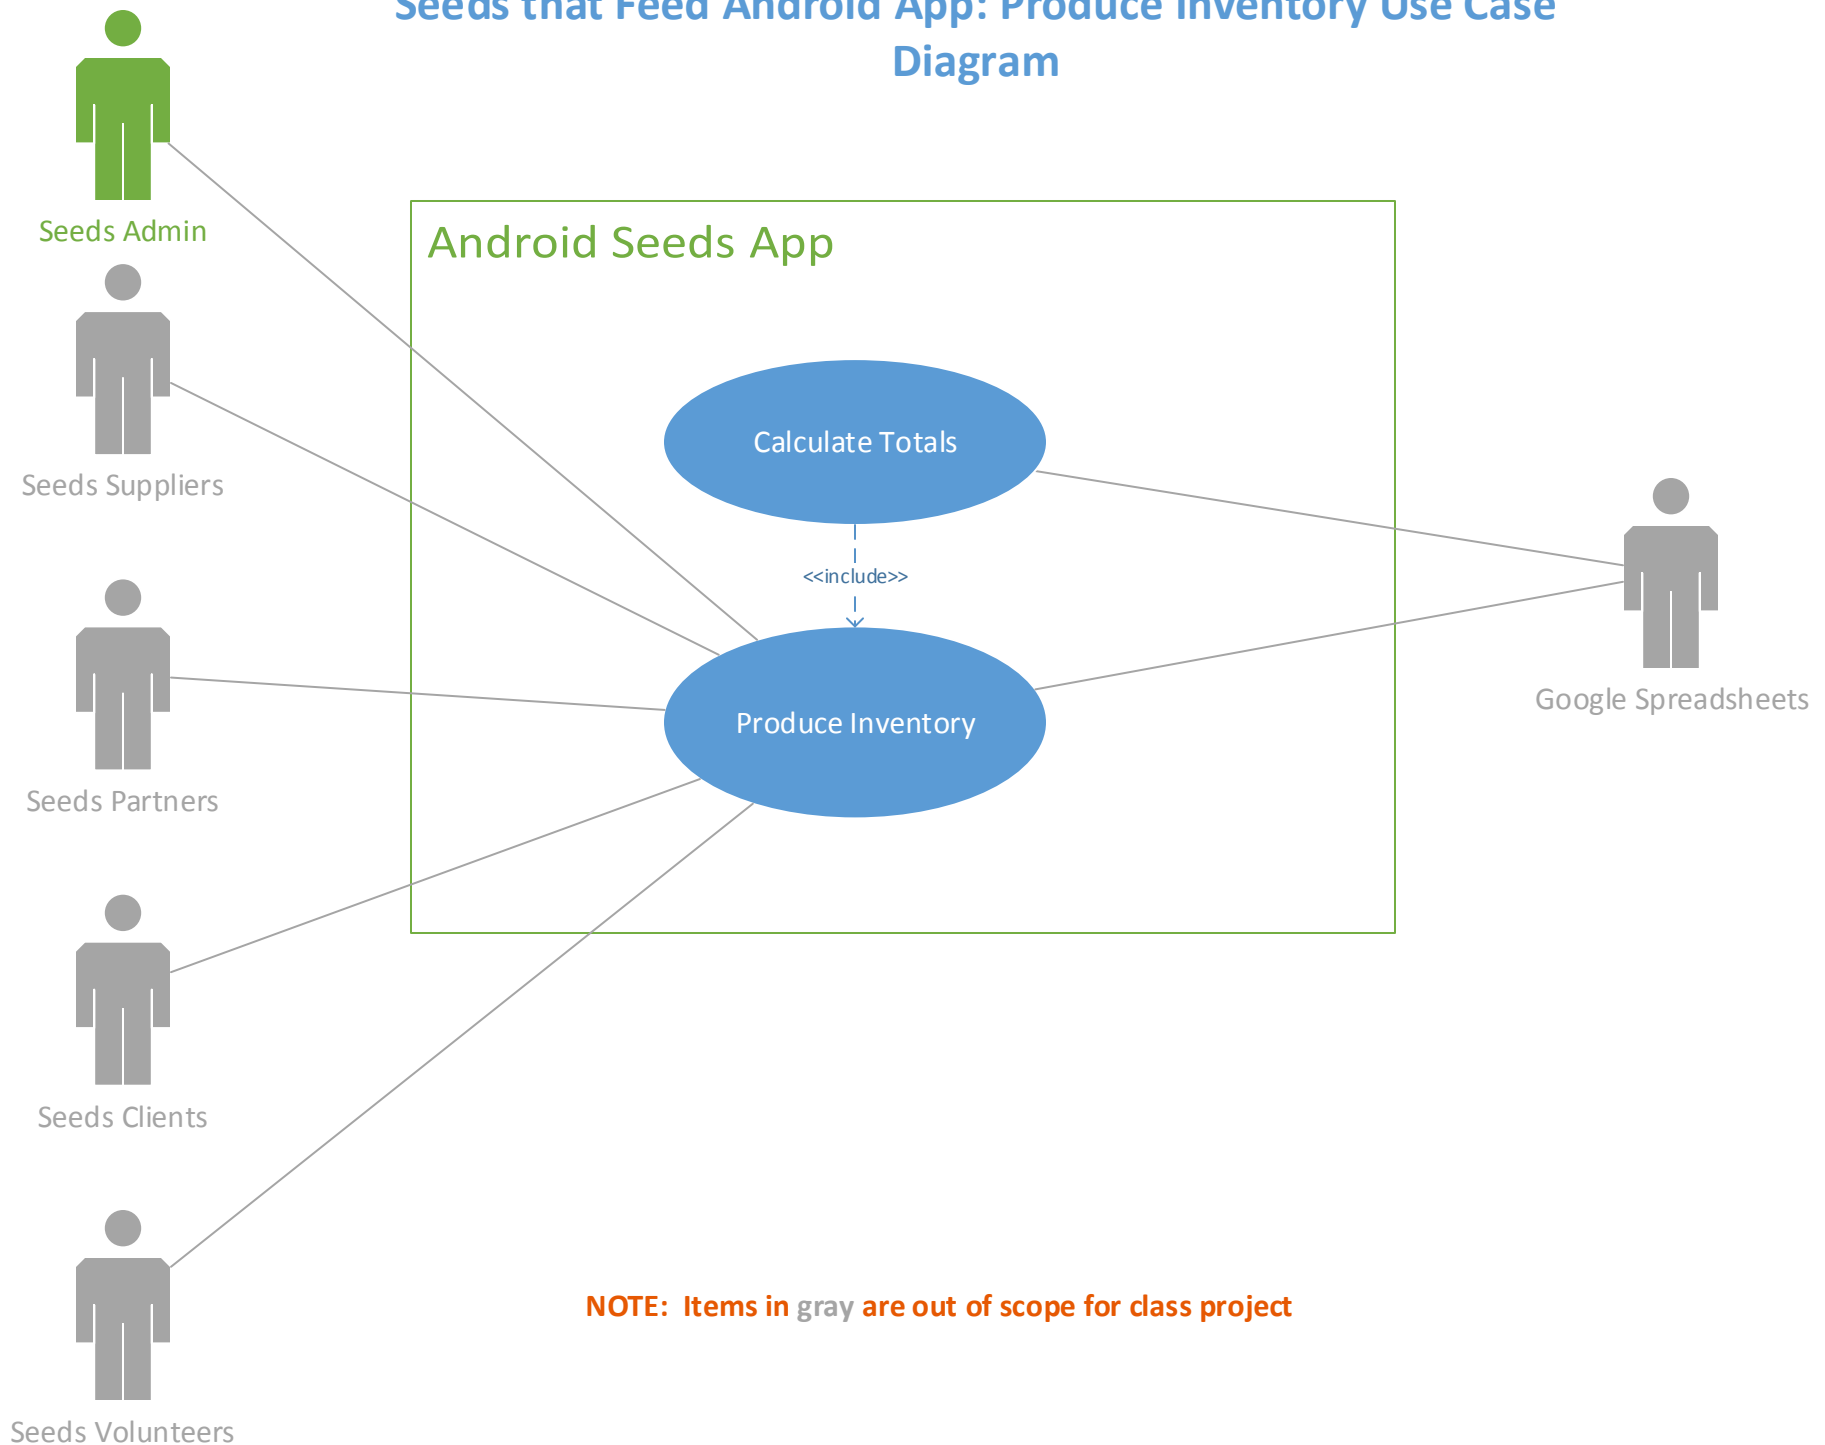 Seeds that Feed Android App: Produce Inventory Use Case
Diagram
Seeds Admin
Android Seeds App
Seeds Suppliers
Calculate Totals
<<include>>
Produce Inventory
Google Spreadsheets
Seeds Partners
Seeds Clients
NOTE:  Items in gray are out of scope for class project
Seeds Volunteers